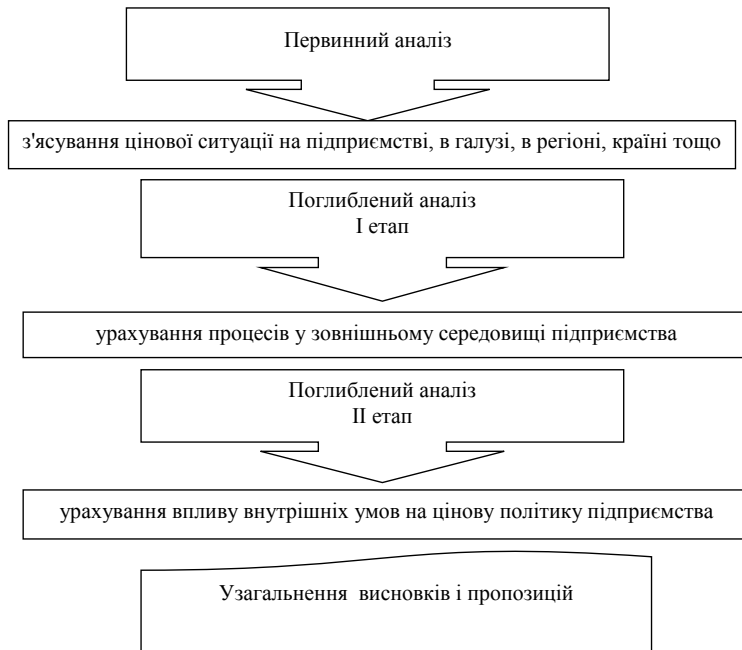 Первинний аналіз
з'ясування цінової ситуації на підприємстві, в галузі, в регіоні, країні тощо
Поглиблений аналіз
І етап
урахування процесів у зовнішньому середовищі підприємства
Поглиблений аналіз
ІІ етап
урахування впливу внутрішніх умов на цінову політику підприємства
Узагальнення висновків і пропозицій